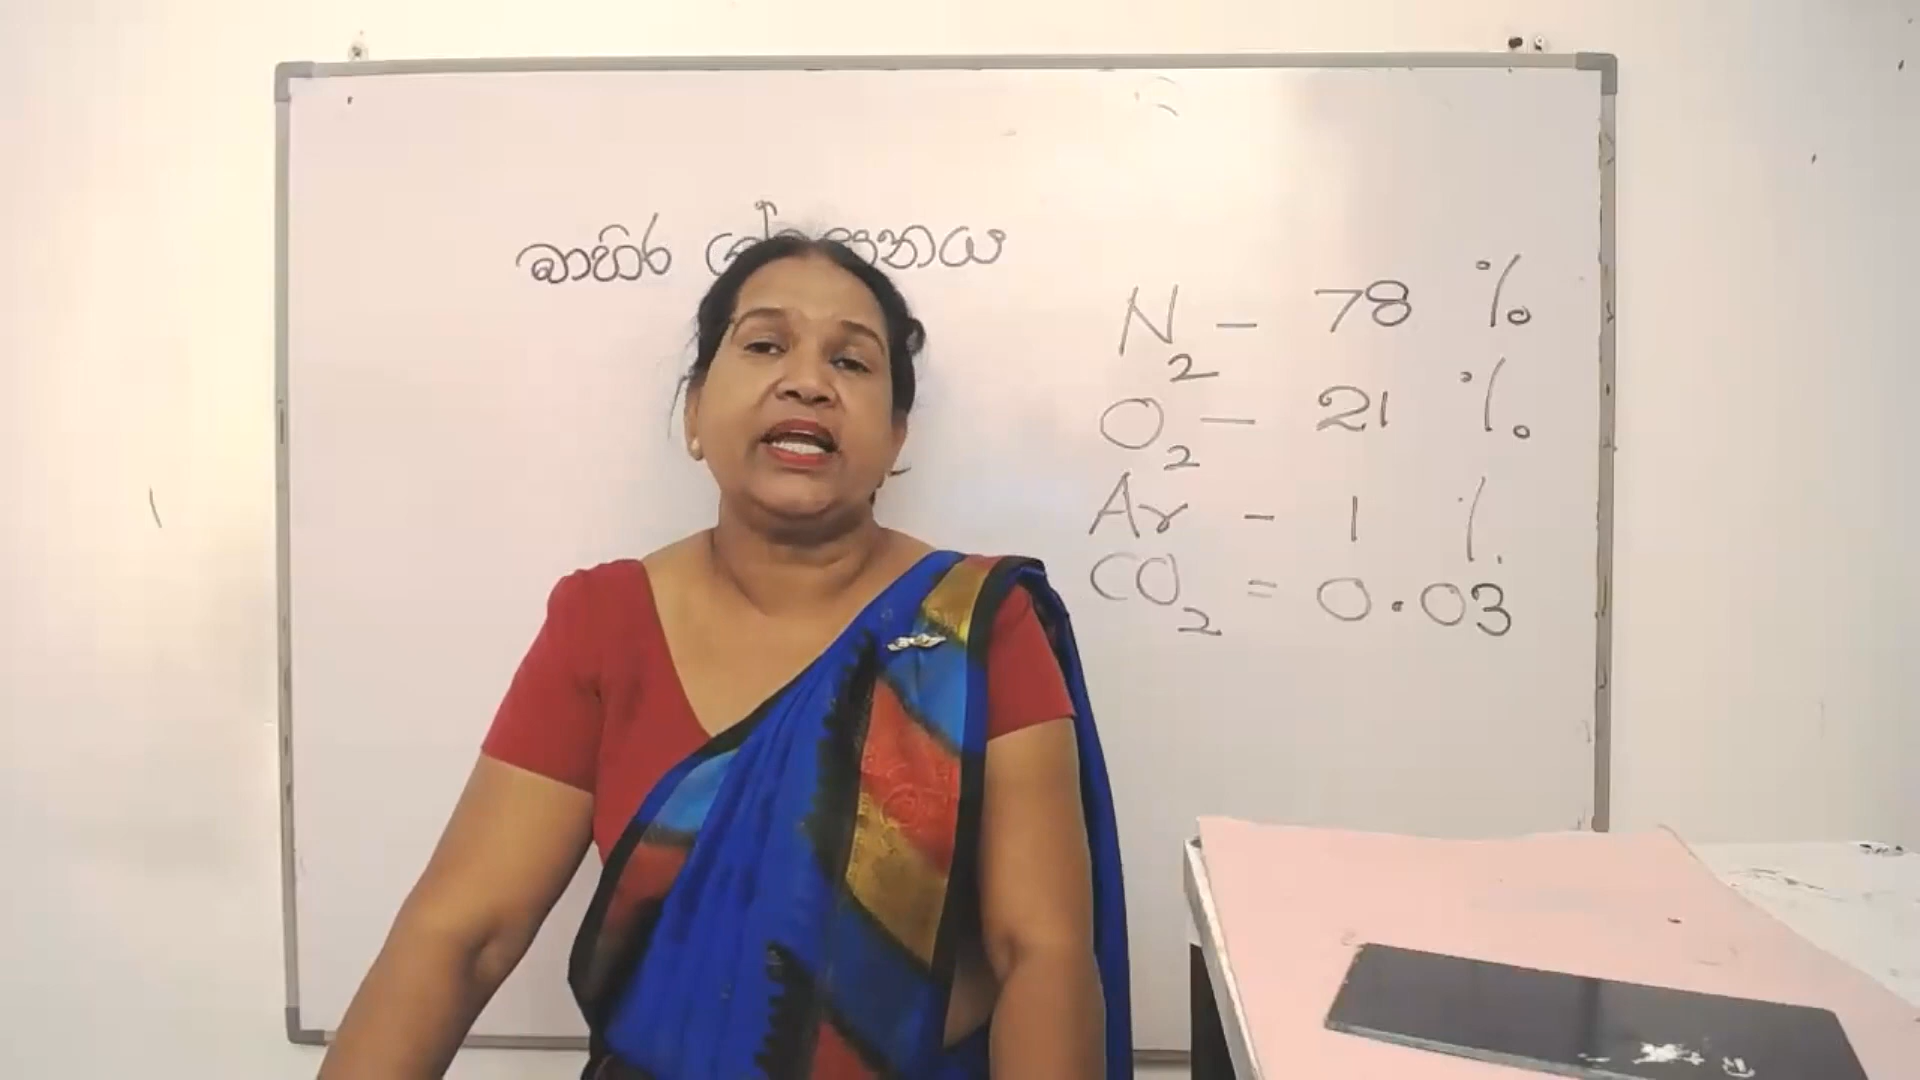 බාහිර
N₂ – 78 %
O₂ – 21 %
Ar - 1 %
CO₂ = 0.03